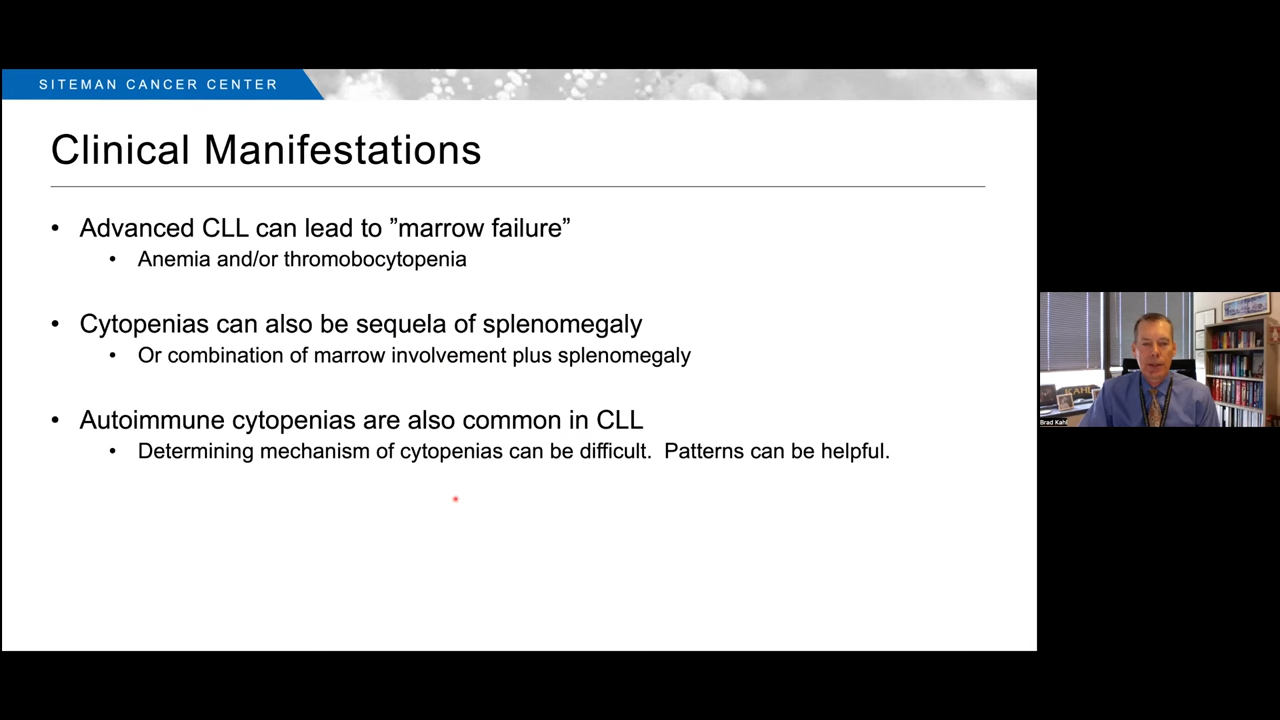 SITEMAN CANCER CENTER
Clinical Manifestations
• Advanced CLL can lead to ”marrow failure”
• Anemia and/or thromobocytopenia
• Cytopenias can also be sequela of splenomegaly
• Or combination of marrow involvement plus splenomegaly
• Autoimmune cytopenias are also common in CLL
• Determining mechanism of cytopenias can be difficult. Patterns can be helpful.
KAHL
Brad Kahl